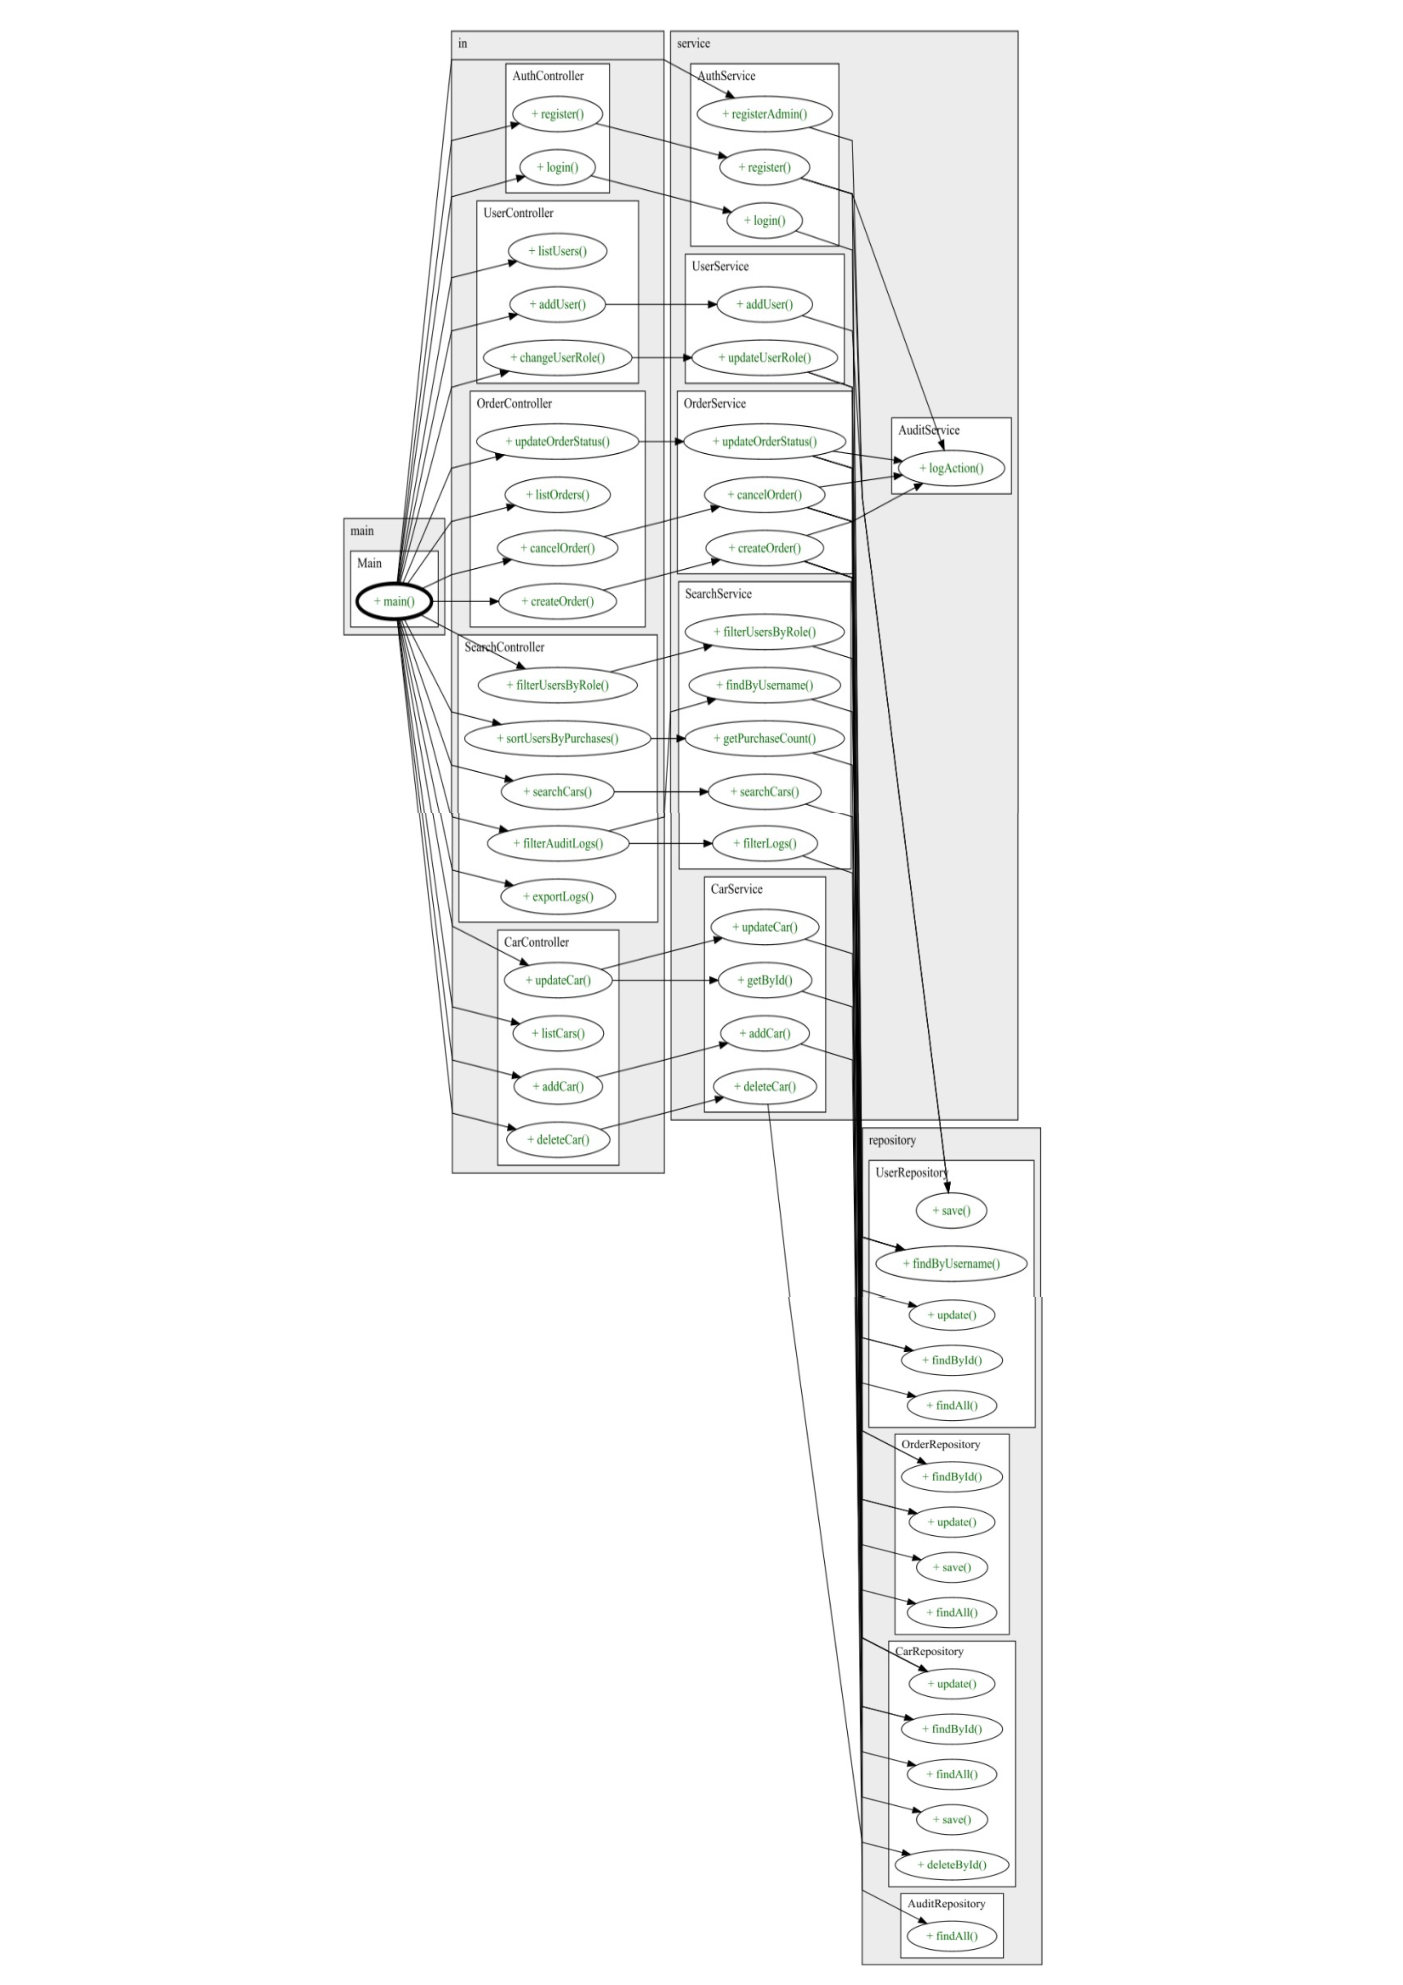 in
AuthController
+ register()
+ login()
UserController
+ listUsers()
+ addUser()
+ changeUserRole()
OrderController
+ updateOrderStatus()
+ listOrders()
+ cancelOrder()
+ createOrder()
main
Main
+ main()
SearchController
+ filterUsersByRole()
+ sortUsersByPurchases()
+ searchCars()
+ filterAuditLogs()
+ exportLogs()
CarController
+ updateCar()
+ listCars()
+ addCar()
+ deleteCar()
service
AuthService
+ registerAdmin()
+ register()
+ login()
UserService
+ addUser()
+ updateUserRole()
OrderService
+ updateOrderStatus()
+ cancelOrder()
+ createOrder()
AuditService
+ logAction()
SearchService
+ filterUsersByRole()
+ findByUsername()
+ getPurchaseCount()
+ searchCars()
+ filterLogs()
CarService
+ updateCar()
+ getById()
+ addCar()
+ deleteCar()
repository
UserRepository
+ save()
+ findByUsername()
+ update()
+ findById()
+ findAll()
OrderRepository
+ findById()
+ update()
+ save()
+ findAll()
CarRepository
+ update()
+ findById()
+ findAll()
+ save()
+ deleteById()
AuditRepository
+ findAll()